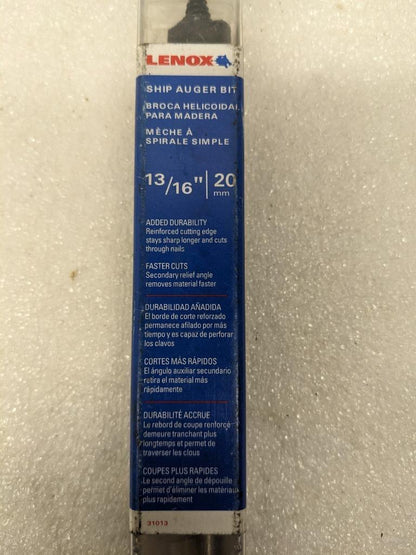 LENOX
SHIP AUGER BIT
BROCA HELICOIDAL
PARA MADERA
MÈCHE À
SPIRALE SIMPLE
13/16" | 20
mm
ADDED DURABILITY
Reinforced cutting edge
stays sharp longer and cuts
through nails
FASTER CUTS
Secondary relief angle
removes material faster
DURABILIDAD AÑADIDA
El borde de corte reforzado
permanece afilado por más
tiempo y es capaz de perforar
los clavos
CORTES MÁS RÁPIDOS
El ángulo auxiliar secundario
retira el material más
rápidamente
DURABILITÉ ACCRUE
Le rebord de coupe renforcé
demeure tranchant plus
longtemps et permet de
traverser les clous
COUPES PLUS RAPIDES
Le second angle de dépouille
permet d'éliminer les matériaux
plus rapidement
31013